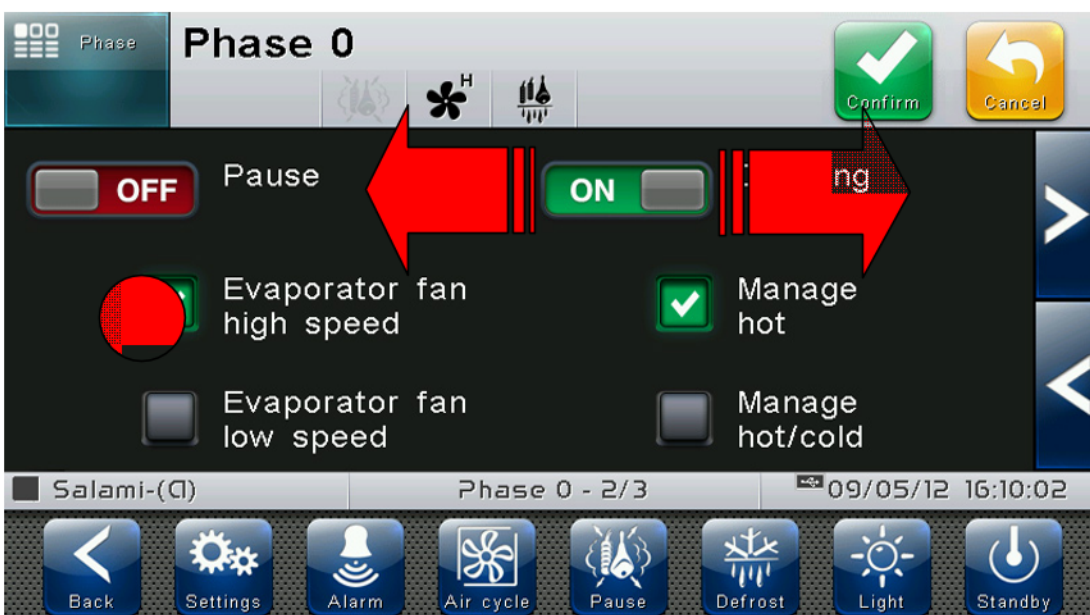 Phase
Phase 0
H
Confirm
Cancel
OFF
Pause
ON
Evaporator fan
high speed
Manage
hot
Evaporator fan
low speed
Manage
hot/cold
Salami-(A)
Phase 0 - 2/3
09/05/12 16:10:02
Back
Settings
Alarm
Air cycle
Pause
Defrost
Light
Standby